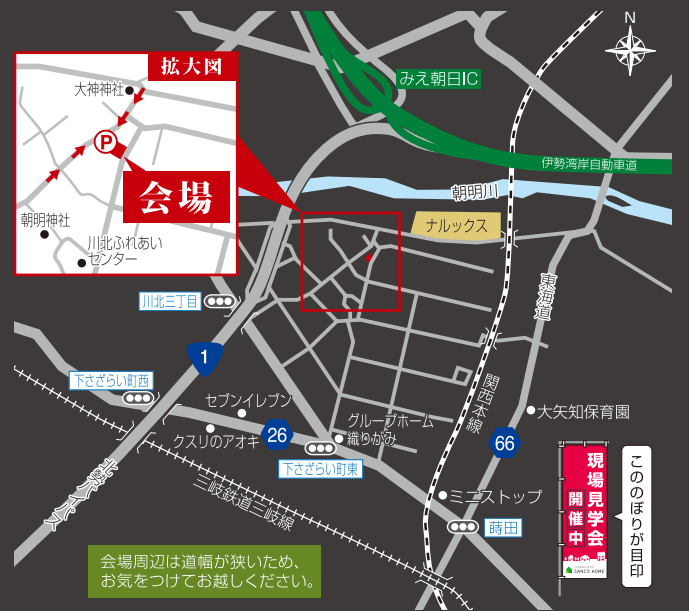 N
拡大図
大神神社
P
会場
朝明神社
川北ふれあい
センター
みえ朝日IC
伊勢湾岸自動車道
朝明川
ナルックス
川北三丁目
東海道
1
下さざらい町西
セブンイレブン
クスリのアオキ
26
グループホーム
織りがみ
下さざらい町東
関西本線
66
大矢知保育園
北勢バイパス
三岐鉄道三岐線
ミニストップ
蒔田
現場見学会
開催中
SANCO HOME
こののぼりが目印
会場周辺は道幅が狭いため、
お気をつけてお越しください。